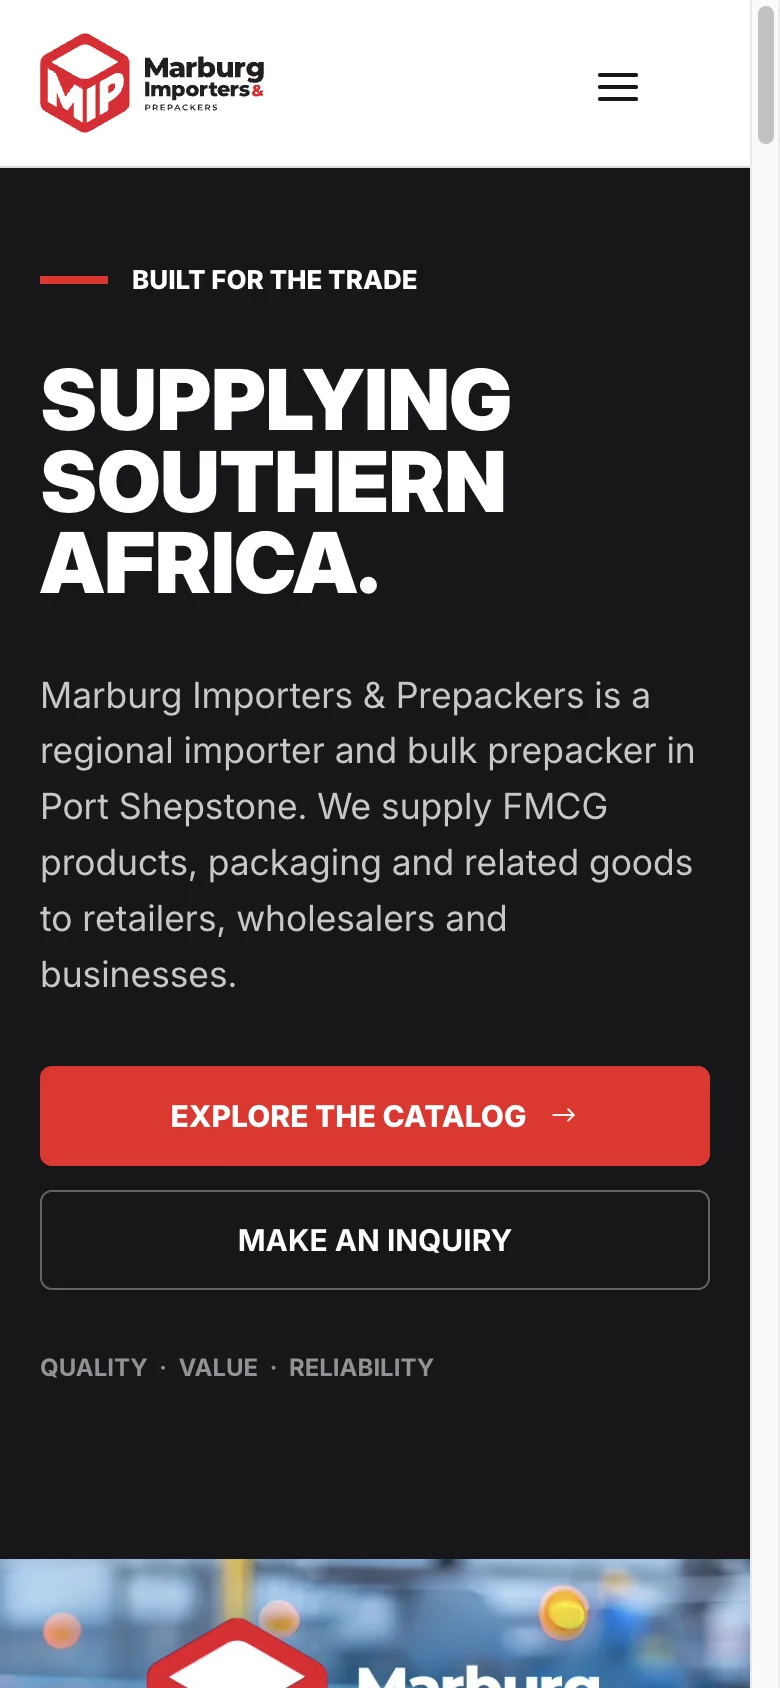 MIP
Marburg
Importers&
PREPACKERS
BUILT FOR THE TRADE
SUPPLYING
SOUTHERN
AFRICA.
Marburg Importers & Prepackers is a
regional importer and bulk prepacker in
Port Shepstone. We supply FMCG
products, packaging and related goods
to retailers, wholesalers and
businesses.
EXPLORE THE CATALOG →
MAKE AN INQUIRY
QUALITY · VALUE · RELIABILITY
Marburg